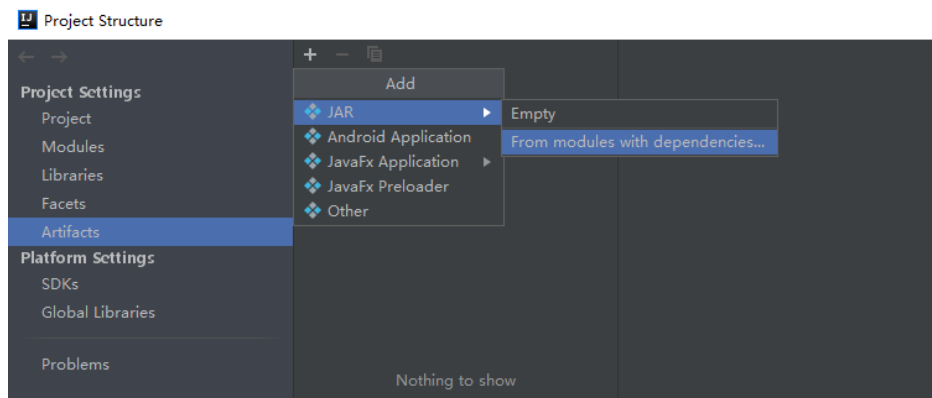 IJ Project Structure
Add
Project Settings
Project
Modules
Libraries
Facets
Artifacts
Platform Settings
SDKs
Global Libraries
Problems
JAR
Android Application
JavaFx Application
JavaFx Preloader
Other
Empty
From modules with dependencies...
Nothing to show